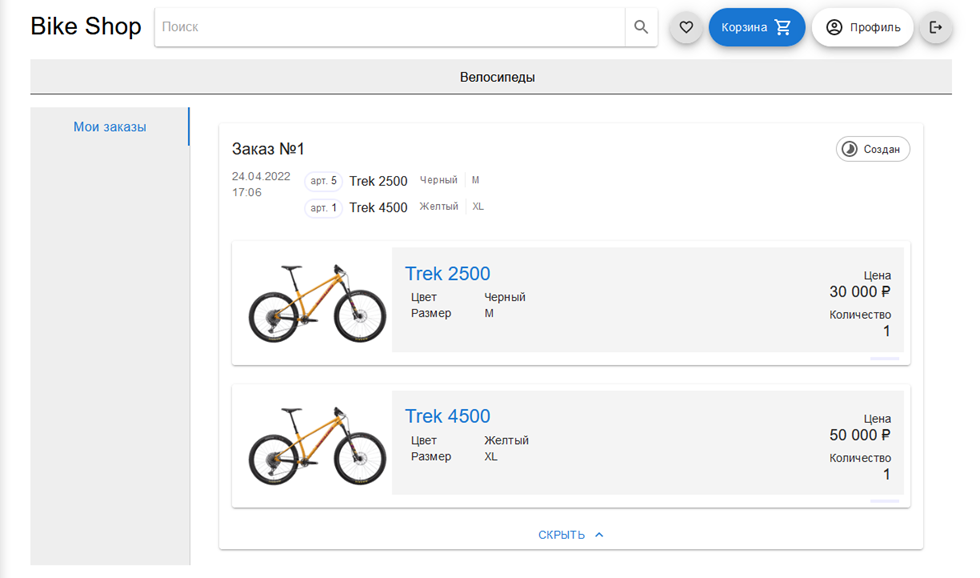 Bike Shop
Поиск
Корзина
Профиль
Велосипеды
Мои заказы
Заказ №1
Создан
24.04.2022
17:06
арт. 5 Trek 2500 Черный M
арт. 1 Trek 4500 Желтый XL
Trek 2500
Цвет Черный
Размер M
Цена
30 000 ₽
Количество
1
Trek 4500
Цвет Желтый
Размер XL
Цена
50 000 ₽
Количество
1
СКРЫТЬ